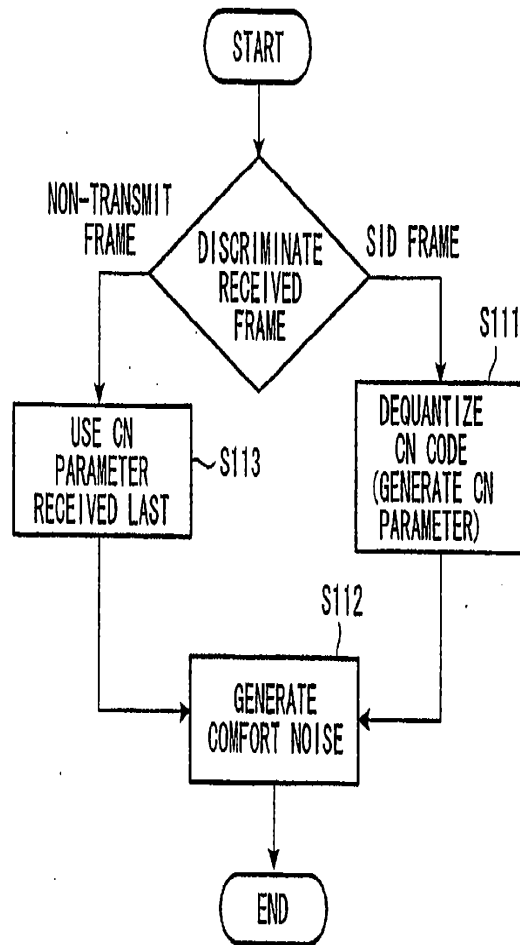 START
NON-TRANSMIT
FRAME
DISCRIMINATE
RECEIVED
FRAME
SID FRAME
S111
USE CN
PARAMETER
RECEIVED LAST
S113
DEQUANTIZE
CN CODE
(GENERATE CN
PARAMETER)
S112
GENERATE
COMFORT NOISE
END